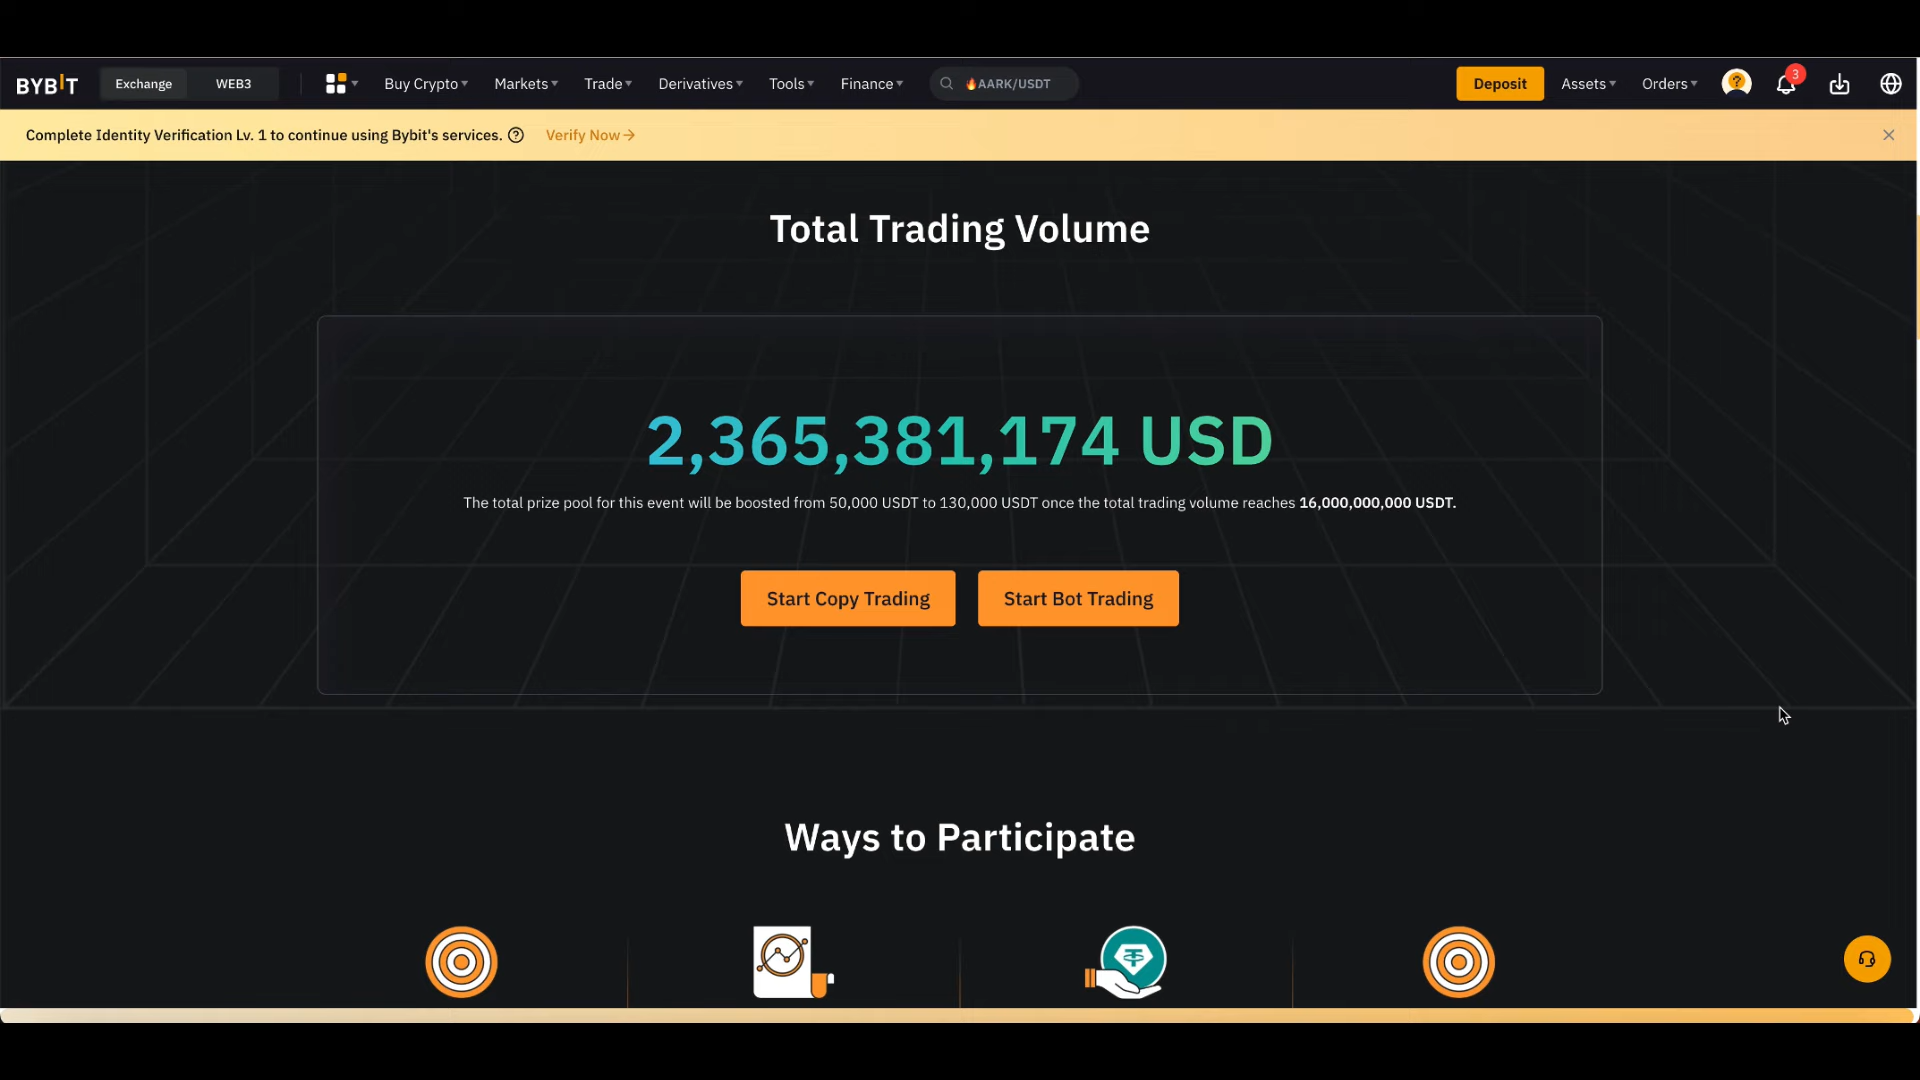 BYBIT Exchange WEB3 Buy Crypto Markets Trade Derivatives Tools Finance 🔥AARK/USDT Deposit Assets Orders ? 3
Complete Identity Verification Lv. 1 to continue using Bybit's services. ? Verify Now→
Total Trading Volume
2,365,381,174 USD
The total prize pool for this event will be boosted from 50,000 USDT to 130,000 USDT once the total trading volume reaches 16,000,000,000 USDT.
Start Copy Trading Start Bot Trading
Ways to Participate